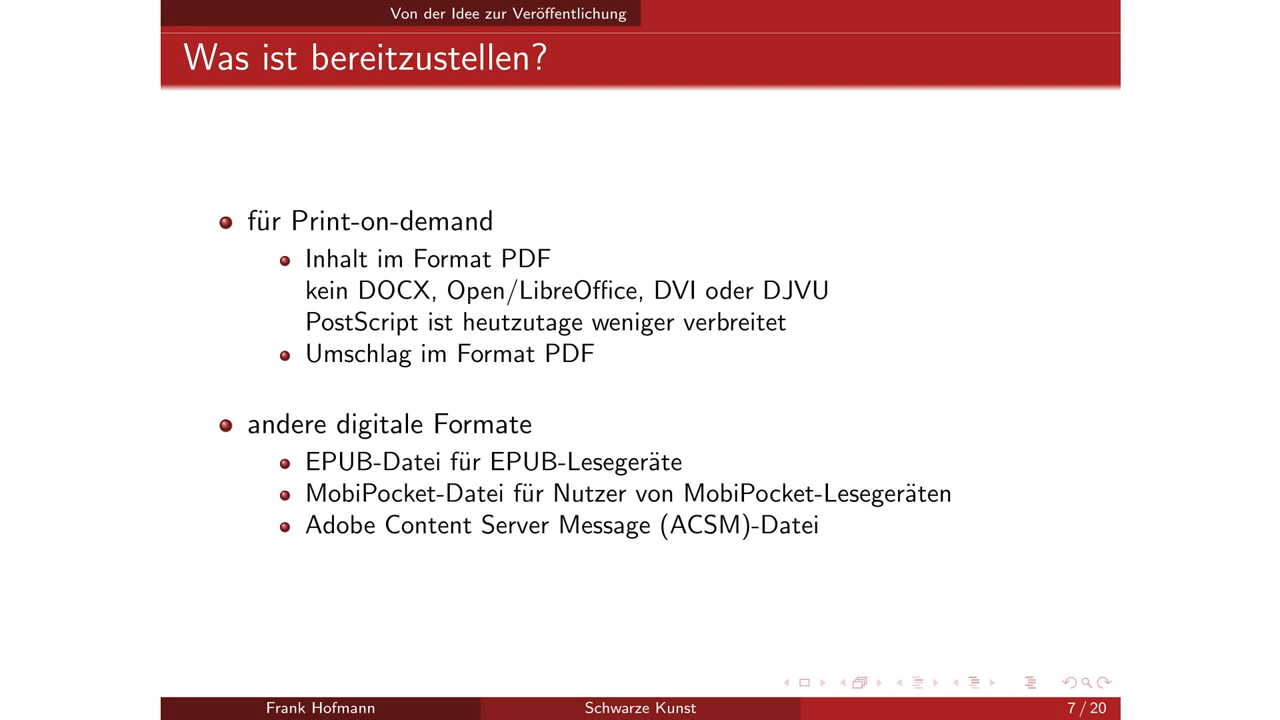 Von der Idee zur Veröffentlichung
Was ist bereitzustellen?
für Print-on-demand
Inhalt im Format PDF
kein DOCX, Open/LibreOffice, DVI oder DJVU
PostScript ist heutzutage weniger verbreitet
Umschlag im Format PDF
andere digitale Formate
EPUB-Datei für EPUB-Lesegeräte
MobiPocket-Datei für Nutzer von MobiPocket-Lesegeräten
Adobe Content Server Message (ACSM)-Datei
Frank Hofmann
Schwarze Kunst
7 / 20